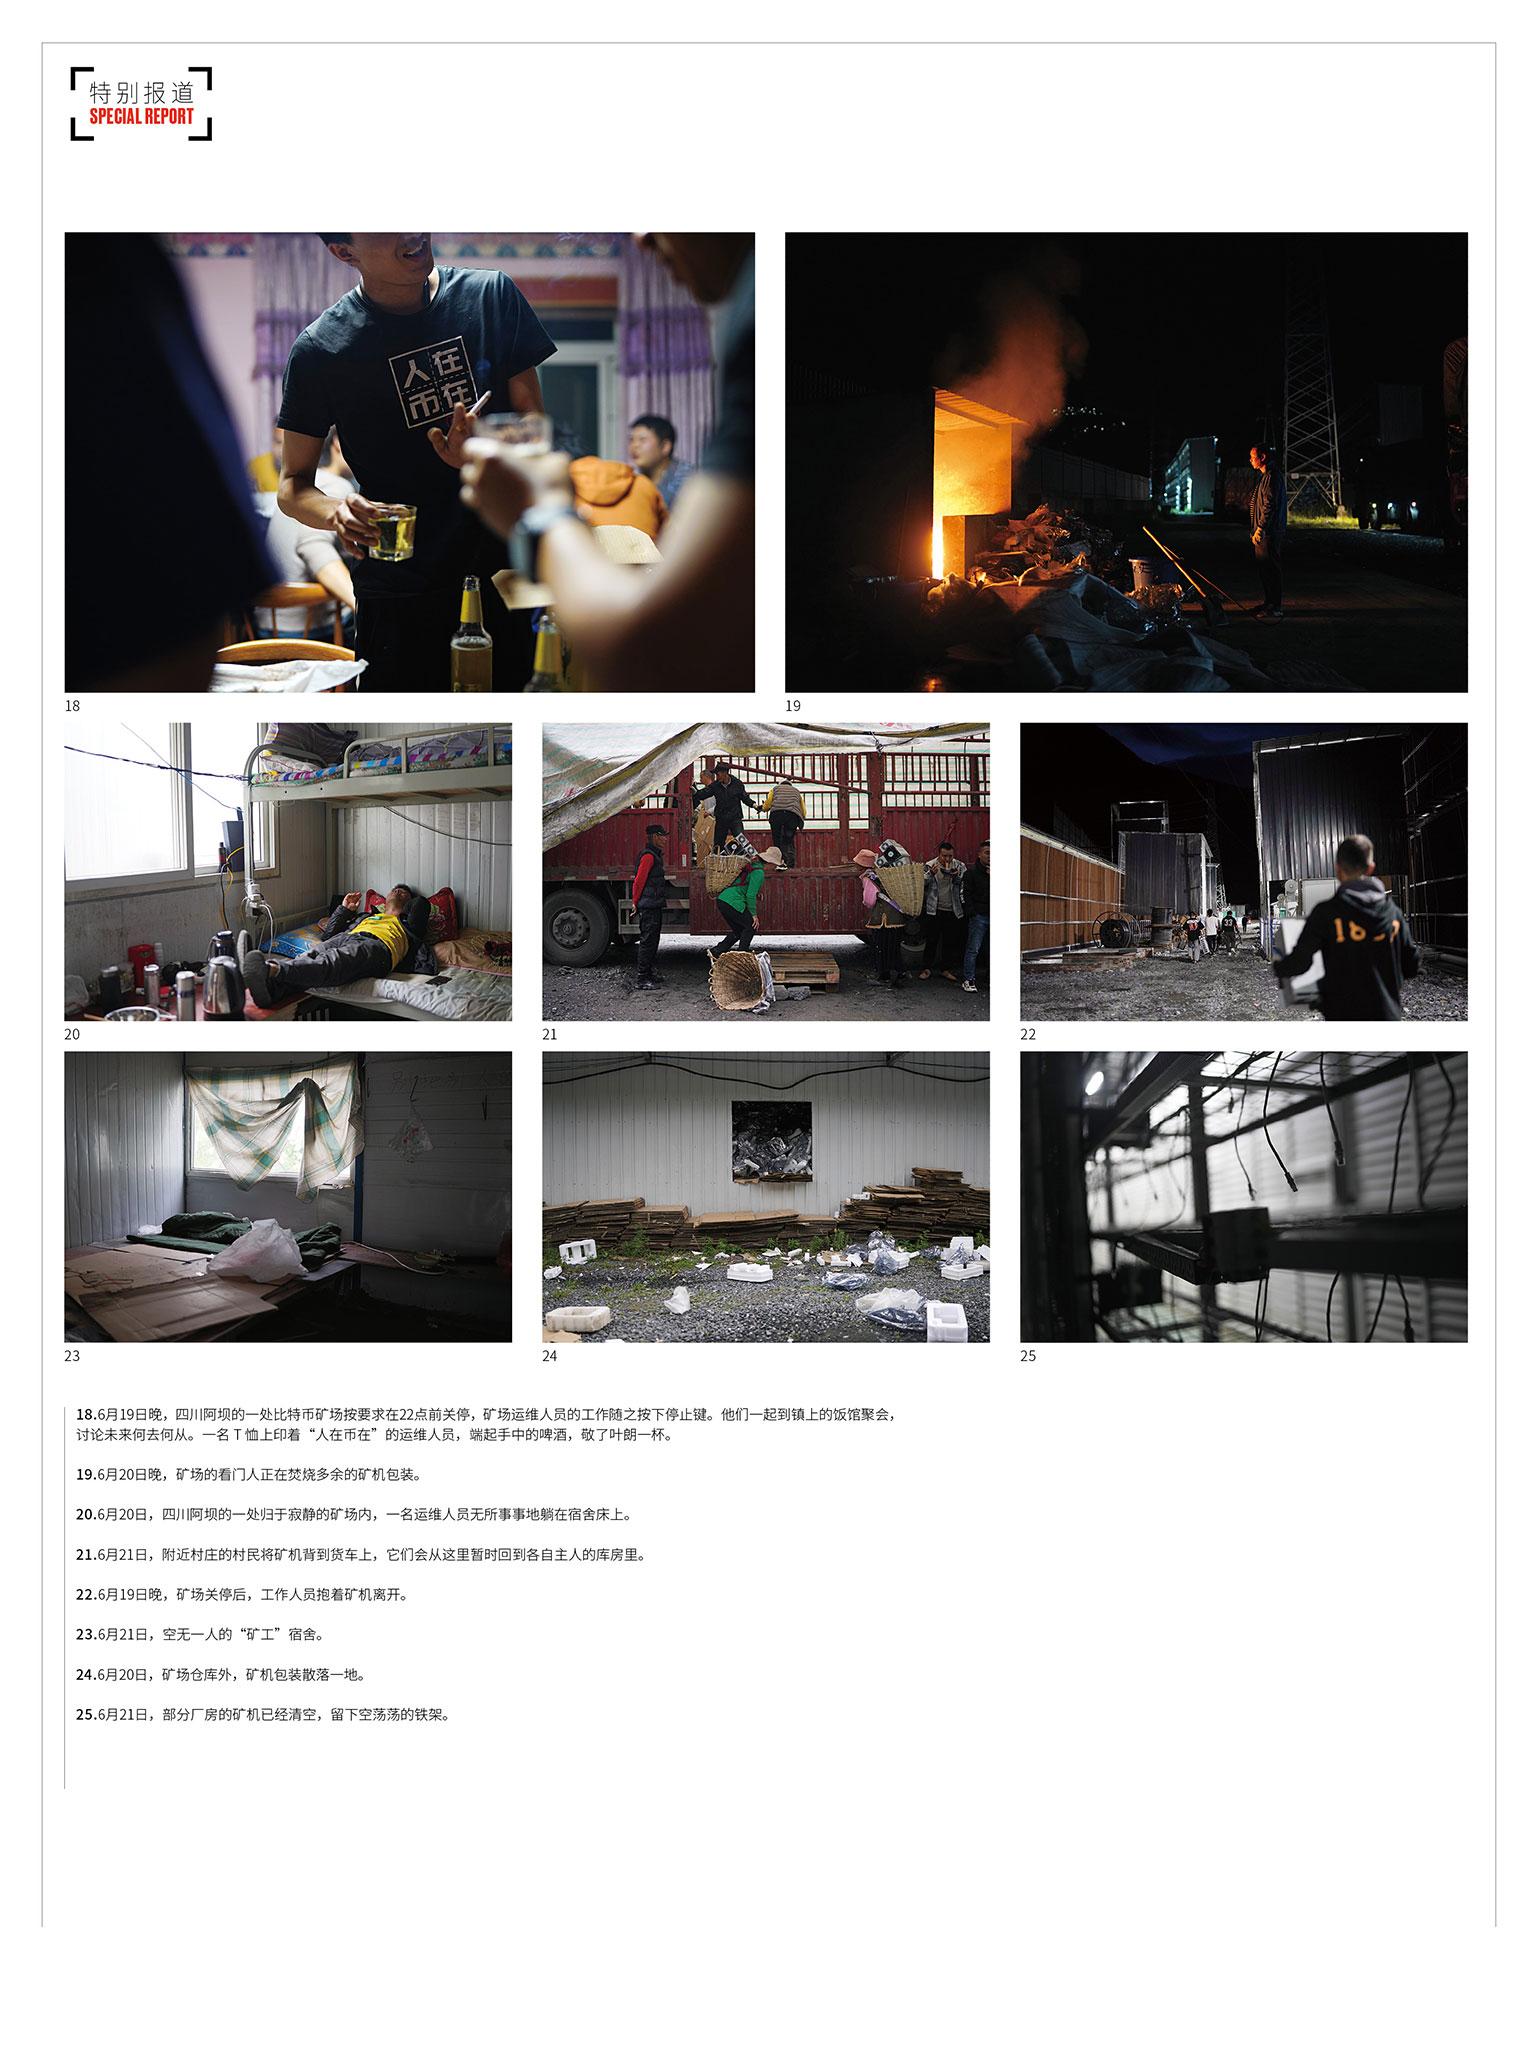 特别报道
SPECIAL REPORT
人在
币在
18
19
20
21
22
23
24
25
18.6月19日晚，四川阿坝的一处比特币矿场按要求在22点前关停，矿场运维人员的工作随之按下停止键。他们一起到镇上的饭馆聚会，
讨论未来何去何从。一名 T 恤上印着“人在币在”的运维人员，端起手中的啤酒，敬了叶朗一杯。
19.6月20日晚，矿场的看门人正在焚烧多余的矿机包装。
20.6月20日，四川阿坝的一处归于寂静的矿场内，一名运维人员无所事事地躺在宿舍床上。
21.6月21日，附近村庄的村民将矿机背到货车上，它们会从这里暂时回到各自主人的库房里。
22.6月19日晚，矿场关停后，工作人员抱着矿机离开。
23.6月21日，空无一人的“矿工”宿舍。
24.6月20日，矿场仓库外，矿机包装散落一地。
25.6月21日，部分厂房的矿机已经清空，留下空荡荡的铁架。